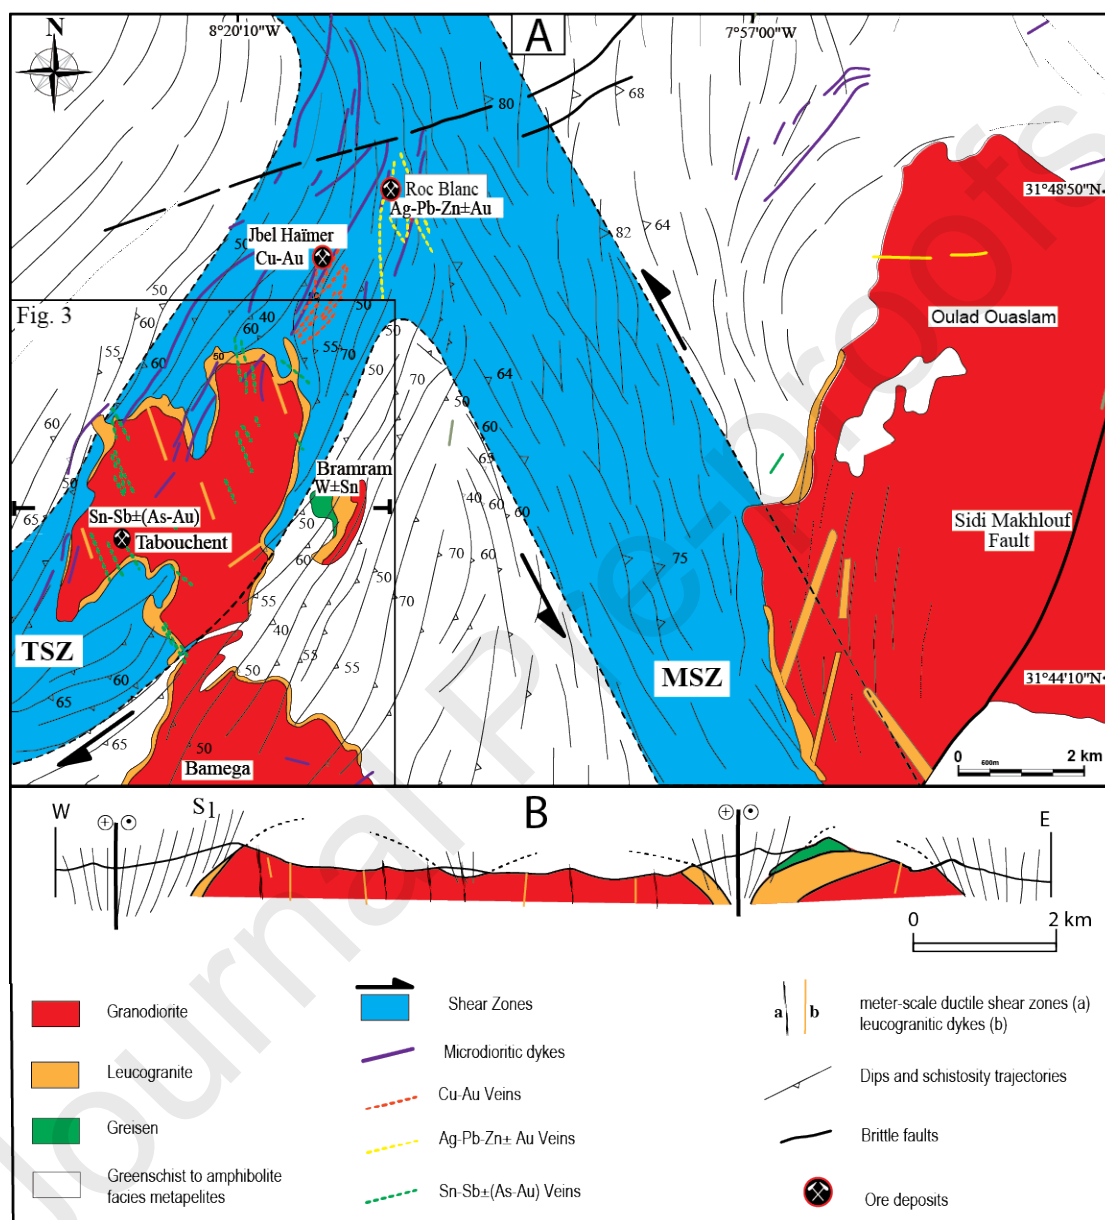 N
8°20'10"W
A
7°57'00"W
80
68
31°48'50"N
Roc Blanc
Ag-Pb-Zn±Au
82
64
Jbel Haïmer
Cu-Au
50
Fig. 3
50
60
55
60
50
40
60
50
55
70
50
50
70
64
50
60
65
60
40
60
60
50
65
Oulad Ouaslam
Bramram
W±Sn
50
60
Sn-Sb±(As-Au)
Tabouchent
Sidi Makhlouf
Fault
75
70
60
50
70
55
40
55
55
50
TSZ
60
65
65
50
Bamega
MSZ
31°44'10"N
0
600m
2 km
Journal Pre-proofs
W
S1
B
E
0
2 km
Granodiorite
Leucogranite
Greisen
Greenschist to amphibolite
facies metapelites
Shear Zones
Microdioritic dykes
Cu-Au Veins
Ag-Pb-Zn± Au Veins
Sn-Sb±(As-Au) Veins
a
b
meter-scale ductile shear zones (a)
leucogranitic dykes (b)
Dips and schistosity trajectories
Brittle faults
Ore deposits